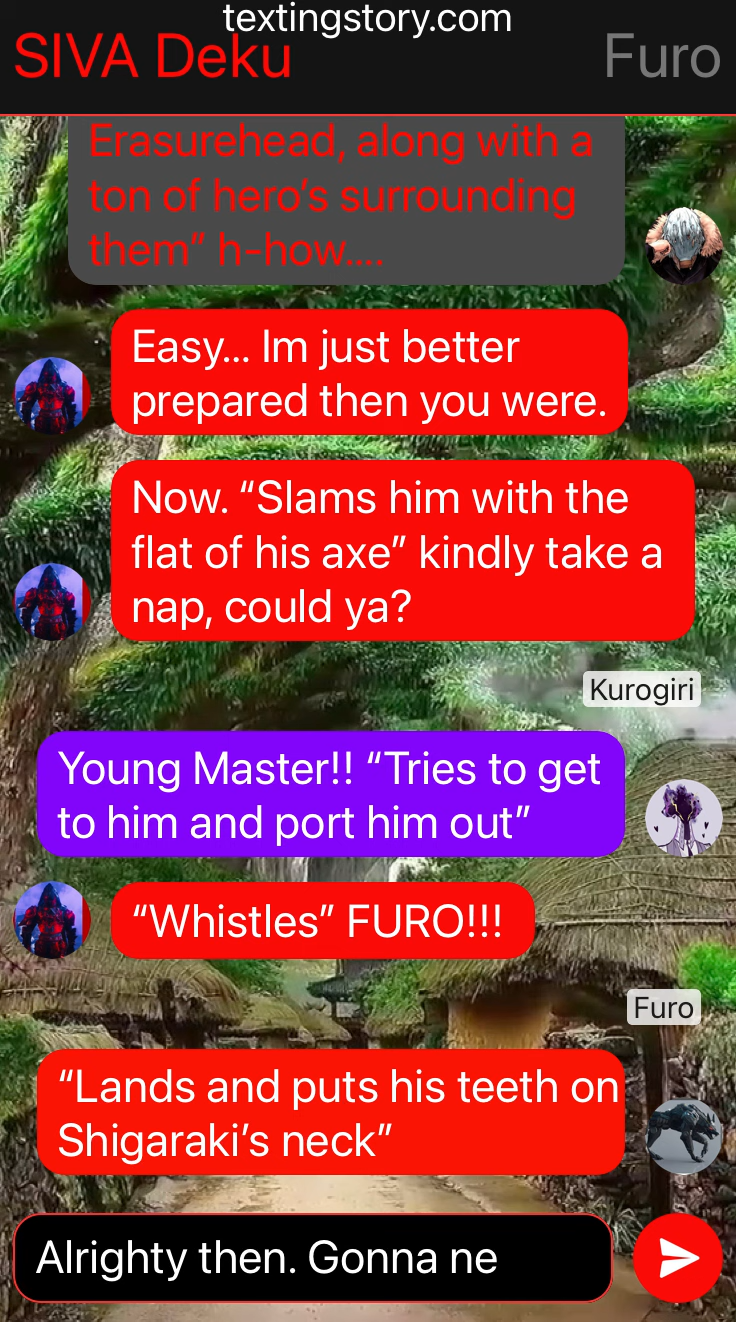 textingstory.com
SIVA Deku
Furo
Erasurehead, along with a
ton of hero’s surrounding
them” h-how....
Easy... Im just better
prepared then you were.
Now. “Slams him with the
flat of his axe” kindly take a
nap, could ya?
Kurogiri
Young Master!! “Tries to get
to him and port him out”
“Whistles” FURO!!!
Furo
“Lands and puts his teeth on
Shigaraki’s neck”
Alrighty then. Gonna ne